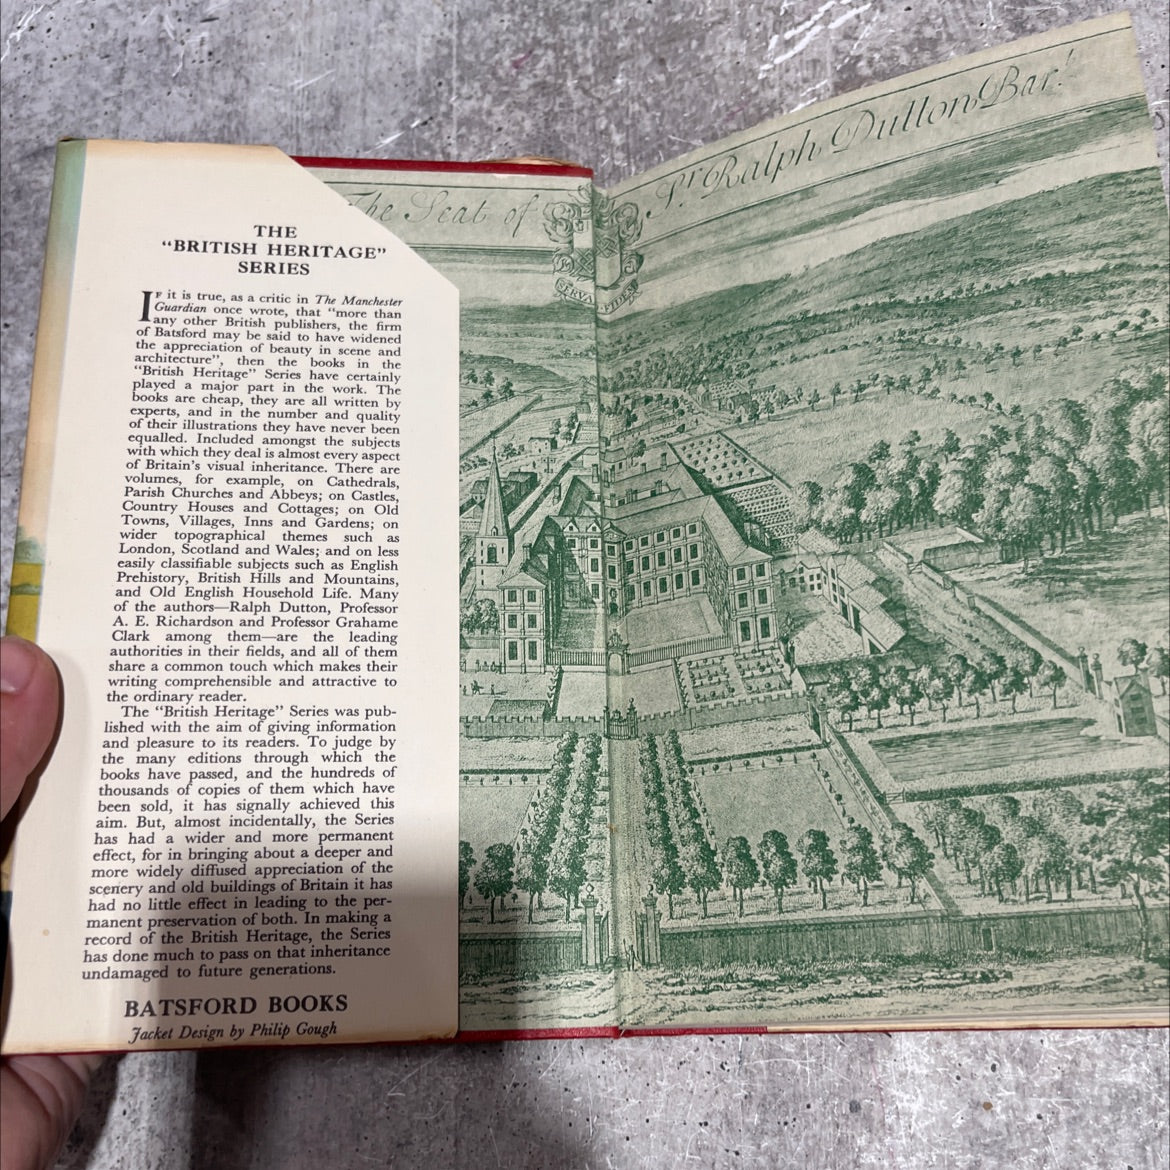 THE
“BRITISH HERITAGE”
SERIES
IF it is true, as a critic in The Manchester
Guardian once wrote, that “more than
any other British publishers, the firm
of Batsford may be said to have widened
the appreciation of beauty in scene and
architecture”, then the books in the
“British Heritage” Series have certainly
played a major part in the work. The
books are cheap, they are all written by
experts, and in the number and quality
of their illustrations they have never been
equalled. Included amongst the subjects
with which they deal is almost every aspect
of Britain’s visual inheritance. There are
volumes, for example, on Cathedrals,
Parish Churches and Abbeys; on Castles,
Country Houses and Cottages; on Old
Towns, Villages, Inns and Gardens; on
wider topographical themes such as
London, Scotland and Wales; and on less
easily classifiable subjects such as English
Prehistory, British Hills and Mountains,
and Old English Household Life. Many
of the authors—Ralph Dutton, Professor
A. E. Richardson and Professor Grahame
Clark among them—are the leading
authorities in their fields, and all of them
share a common touch which makes their
writing comprehensible and attractive to
the ordinary reader.
The “British Heritage” Series was pub-
lished with the aim of giving information
and pleasure to its readers. To judge by
the many editions through which the
books have passed, and the hundreds of
thousands of copies of them which have
been sold, it has signally achieved this
aim. But, almost incidentally, the Series
has had a wider and more permanent
effect, for in bringing about a deeper and
more widely diffused appreciation of the
scenery and old buildings of Britain it has
had no little effect in leading to the per-
manent preservation of both. In making a
record of the British Heritage, the Series
has done much to pass on that inheritance
undamaged to future generations.
BATSFORD BOOKS
Jacket Design by Philip Gough
The Seat of Sr. Ralph Dutton Bart.
SERVA FIDEM